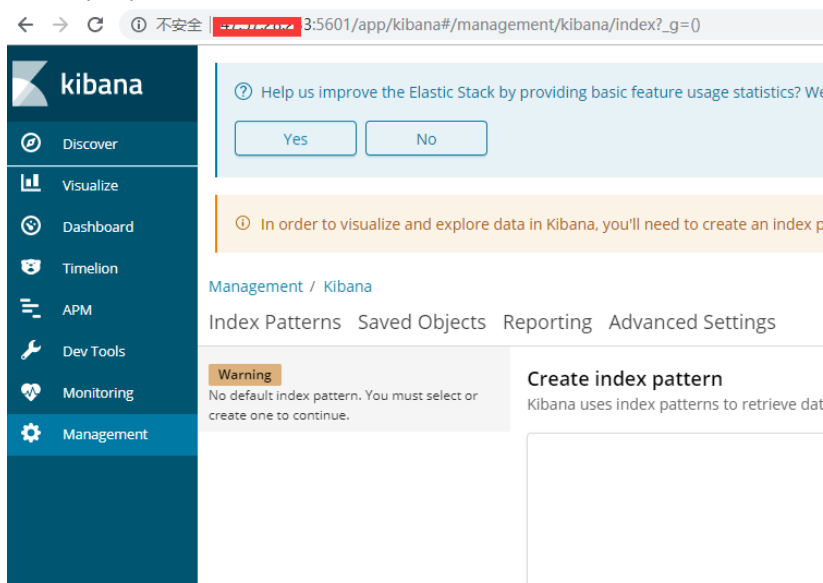 不安全 | 3:5601/app/kibana#/management/kibana/index?_g=()
kibana
Help us improve the Elastic Stack by providing basic feature usage statistics? We
Yes No
Discover
Visualize
Dashboard
In order to visualize and explore data in Kibana, you'll need to create an index p
Timelion
Management / Kibana
APM
Index Patterns Saved Objects Reporting Advanced Settings
Dev Tools
Warning
No default index pattern. You must select or
create one to continue.
Create index pattern
Kibana uses index patterns to retrieve dat
Monitoring
Management